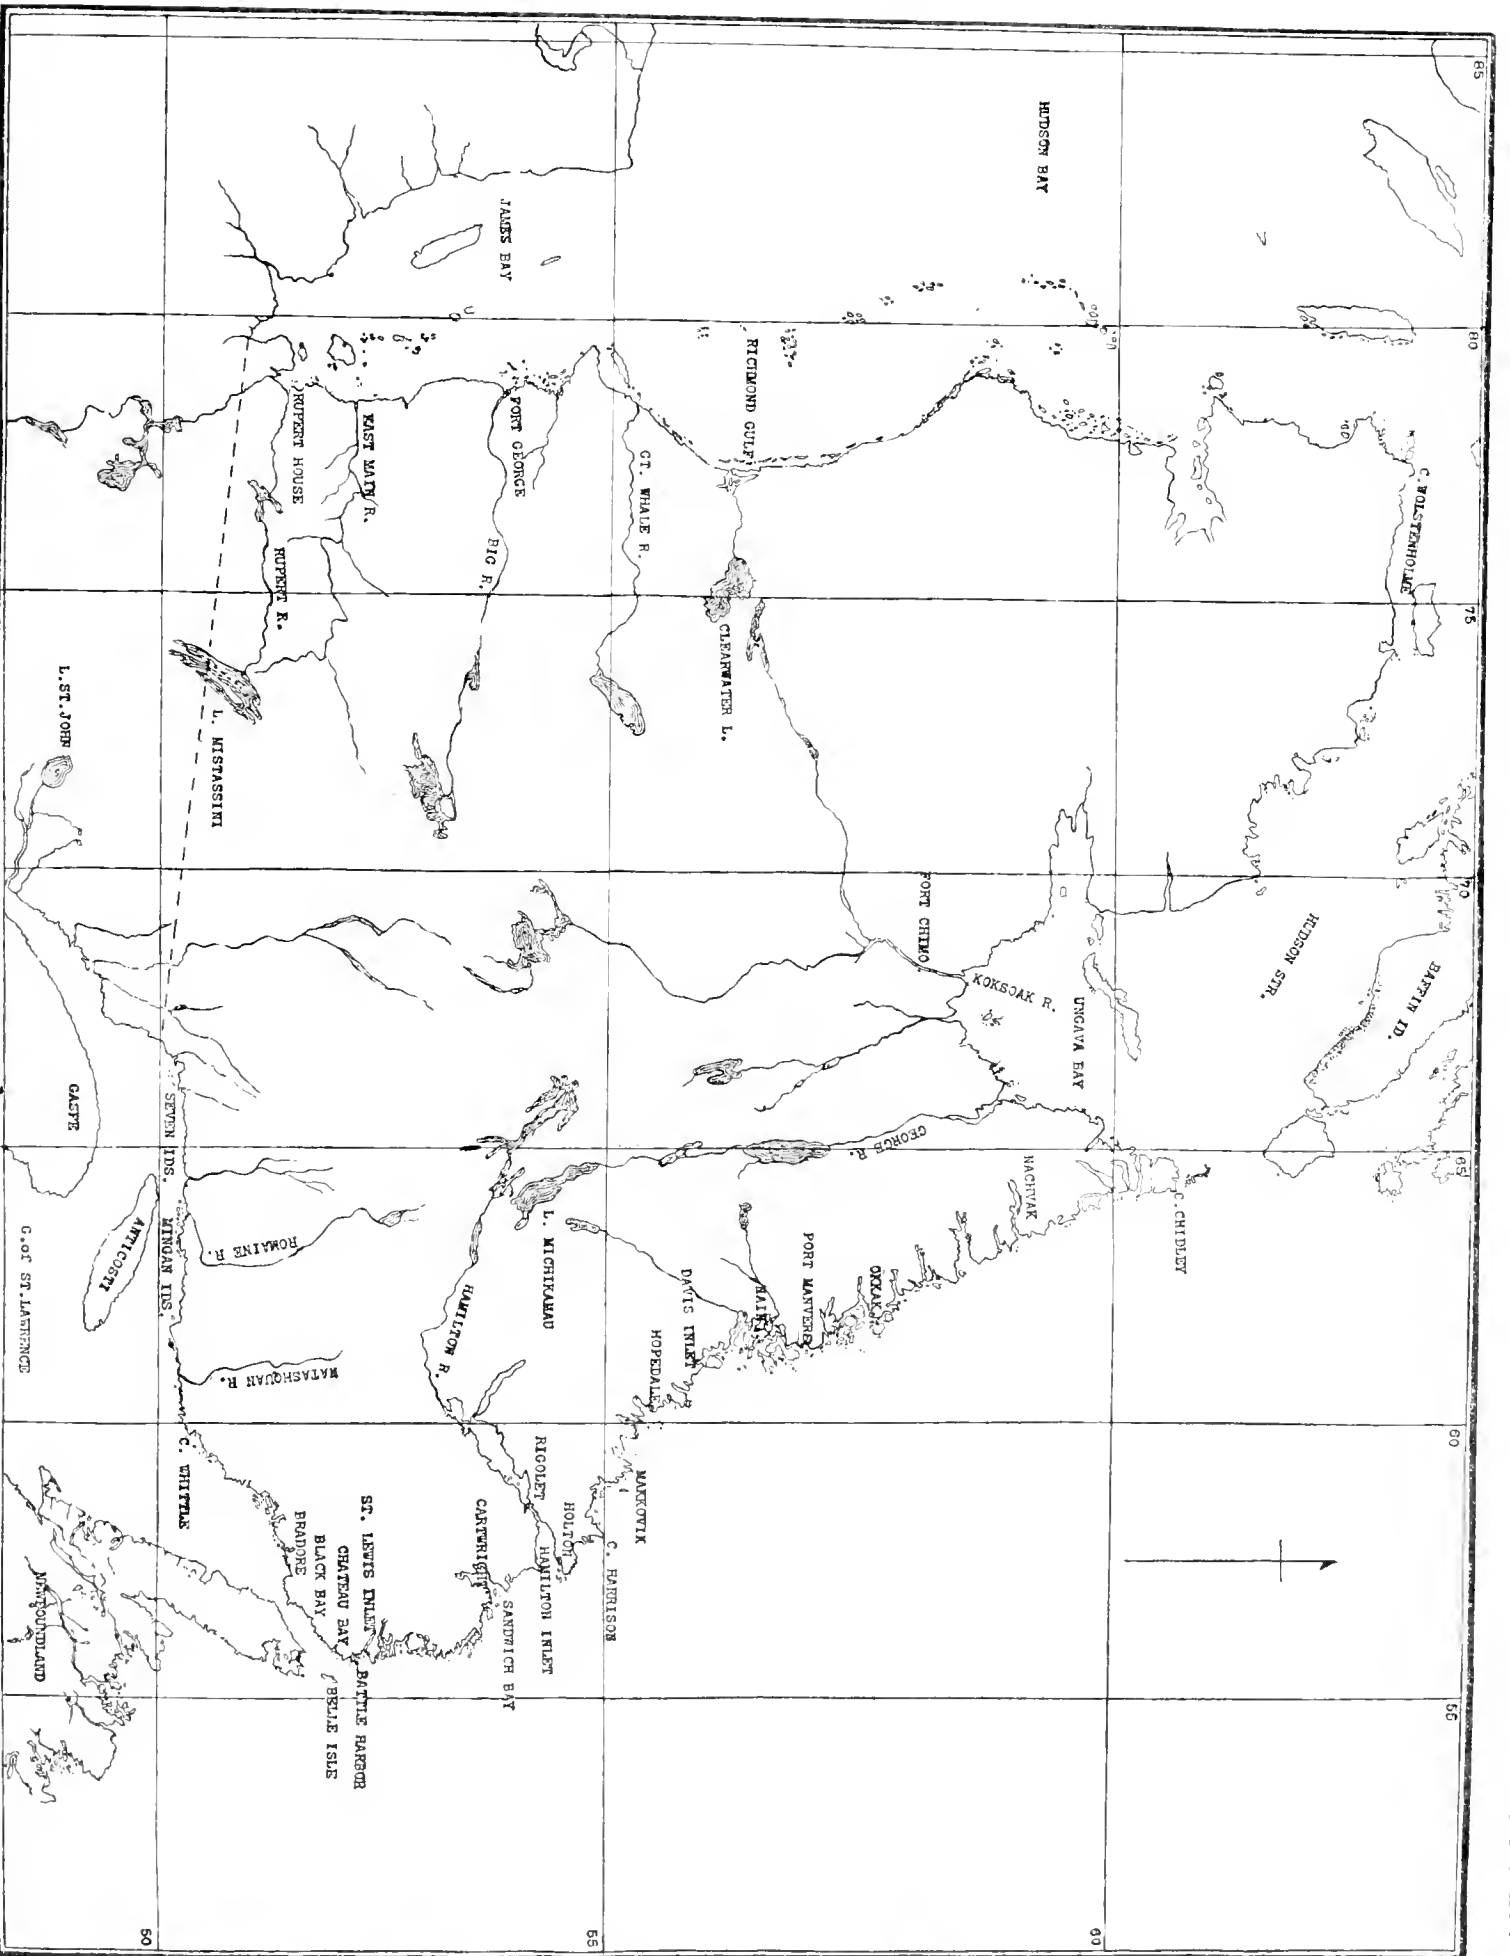 85
80
75
70
65
60
55
HUDSON BAY
C. WOLSTENHOLME
BAFFIN ID.
HUDSON STR.
C. CHIDLEY
60
UNGAVA BAY
NACHVAK
KOKSOAK R.
FORT CHIMO
GEORGE R.
OKKAK
PORT MANVERS
NAIN
RICHMOND GULF
CLEARWATER L.
DAVIS INLET
HOPEDALE
GT. WHALE R.
MAKKOVIK
C. HARRISON
55
JAMES BAY
FORT GEORGE
BIG R.
L. MICHIKAMAU
HOLTON
HAMILTON INLET
RIGOLET
SANDWICH BAY
CARTWRIGHT
HAMILTON R.
EAST MAIN R.
ST. LEWIS INLET
BATTLE HARBOR
CHATEAU BAY
BELLE ISLE
BLACK BAY
BRADORE
RUPERT HOUSE
RUPERT R.
ROMAINE R.
NATASHQUAN R.
L. MISTASSINI
C. WHITTLE
SEVEN IDS.
MINGAN IDS.
50
ANTICOSTI
L. ST. JOHN
GASPE
G. of ST. LAWRENCE
NEWFOUNDLAND